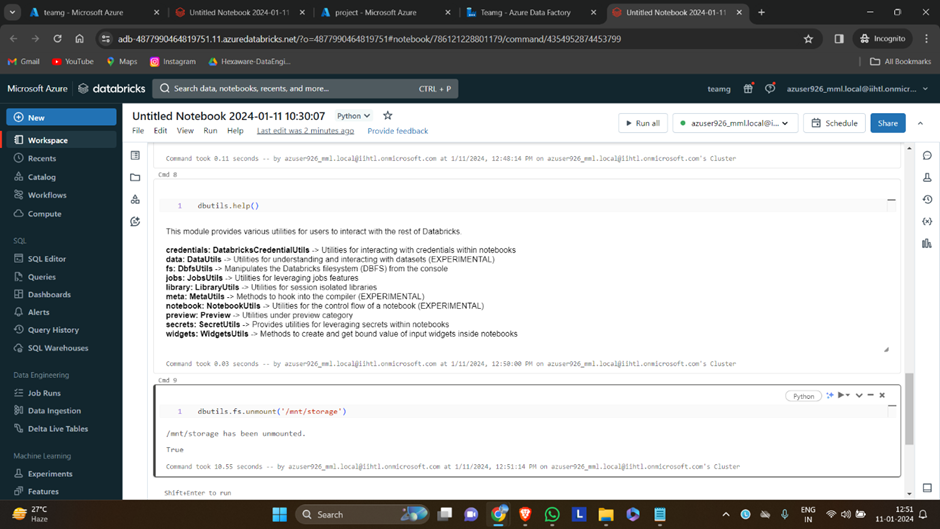 teamg - Microsoft Azure
Untitled Notebook 2024-01-11
project - Microsoft Azure
Teamg - Azure Data Factory
Untitled Notebook 2024-01-11
adb-4877990464819751.11.azuredatabricks.net/?o=4877990464819751#notebook/786121228801179/command/4354952874453799
Incognito
Gmail
YouTube
Maps
Instagram
Hexaware-DataEngi...
All Bookmarks
Microsoft Azure
databricks
Search data, notebooks, recents, and more...
CTRL + P
teamg
azuser926_mml.local@iihtl.onmicr...
New
Workspace
Recents
Catalog
Workflows
Compute
SQL
SQL Editor
Queries
Dashboards
Alerts
Query History
SQL Warehouses
Data Engineering
Job Runs
Data Ingestion
Delta Live Tables
Machine Learning
Experiments
Features
Untitled Notebook 2024-01-11 10:30:07
Python
File Edit View Run Help Last edit was 2 minutes ago Provide feedback
Run all
azuser926_mml.local@i...
Schedule
Share
Command took 0.11 seconds -- by azuser926_mml.local@iihtl.onmicrosoft.com at 1/11/2024, 12:48:14 PM on azuser926_mml.local@iihtl.onmicrosoft.com's Cluster
Cmd 8
1 dbutils.help()
This module provides various utilities for users to interact with the rest of Databricks.
credentials: DatabricksCredentialUtils -> Utilities for interacting with credentials within notebooks
data: DataUtils -> Utilities for understanding and interacting with datasets (EXPERIMENTAL)
fs: DbfsUtils -> Manipulates the Databricks filesystem (DBFS) from the console
jobs: JobsUtils -> Utilities for leveraging jobs features
library: LibraryUtils -> Utilities for session isolated libraries
meta: MetaUtils -> Methods to hook into the compiler (EXPERIMENTAL)
notebook: NotebookUtils -> Utilities for the control flow of a notebook (EXPERIMENTAL)
preview: Preview -> Utilities under preview category
secrets: SecretUtils -> Provides utilities for leveraging secrets within notebooks
widgets: WidgetsUtils -> Methods to create and get bound value of input widgets inside notebooks
Command took 0.03 seconds -- by azuser926_mml.local@iihtl.onmicrosoft.com at 1/11/2024, 12:50:00 PM on azuser926_mml.local@iihtl.onmicrosoft.com's Cluster
Cmd 9
Python
1 dbutils.fs.unmount('/mnt/storage')
/mnt/storage has been unmounted.
True
Command took 10.55 seconds -- by azuser926_mml.local@iihtl.onmicrosoft.com at 1/11/2024, 12:51:14 PM on azuser926_mml.local@iihtl.onmicrosoft.com's Cluster
Shift+Enter to run
27°C
Haze
Search
ENG
IN
12:51
11-01-2024